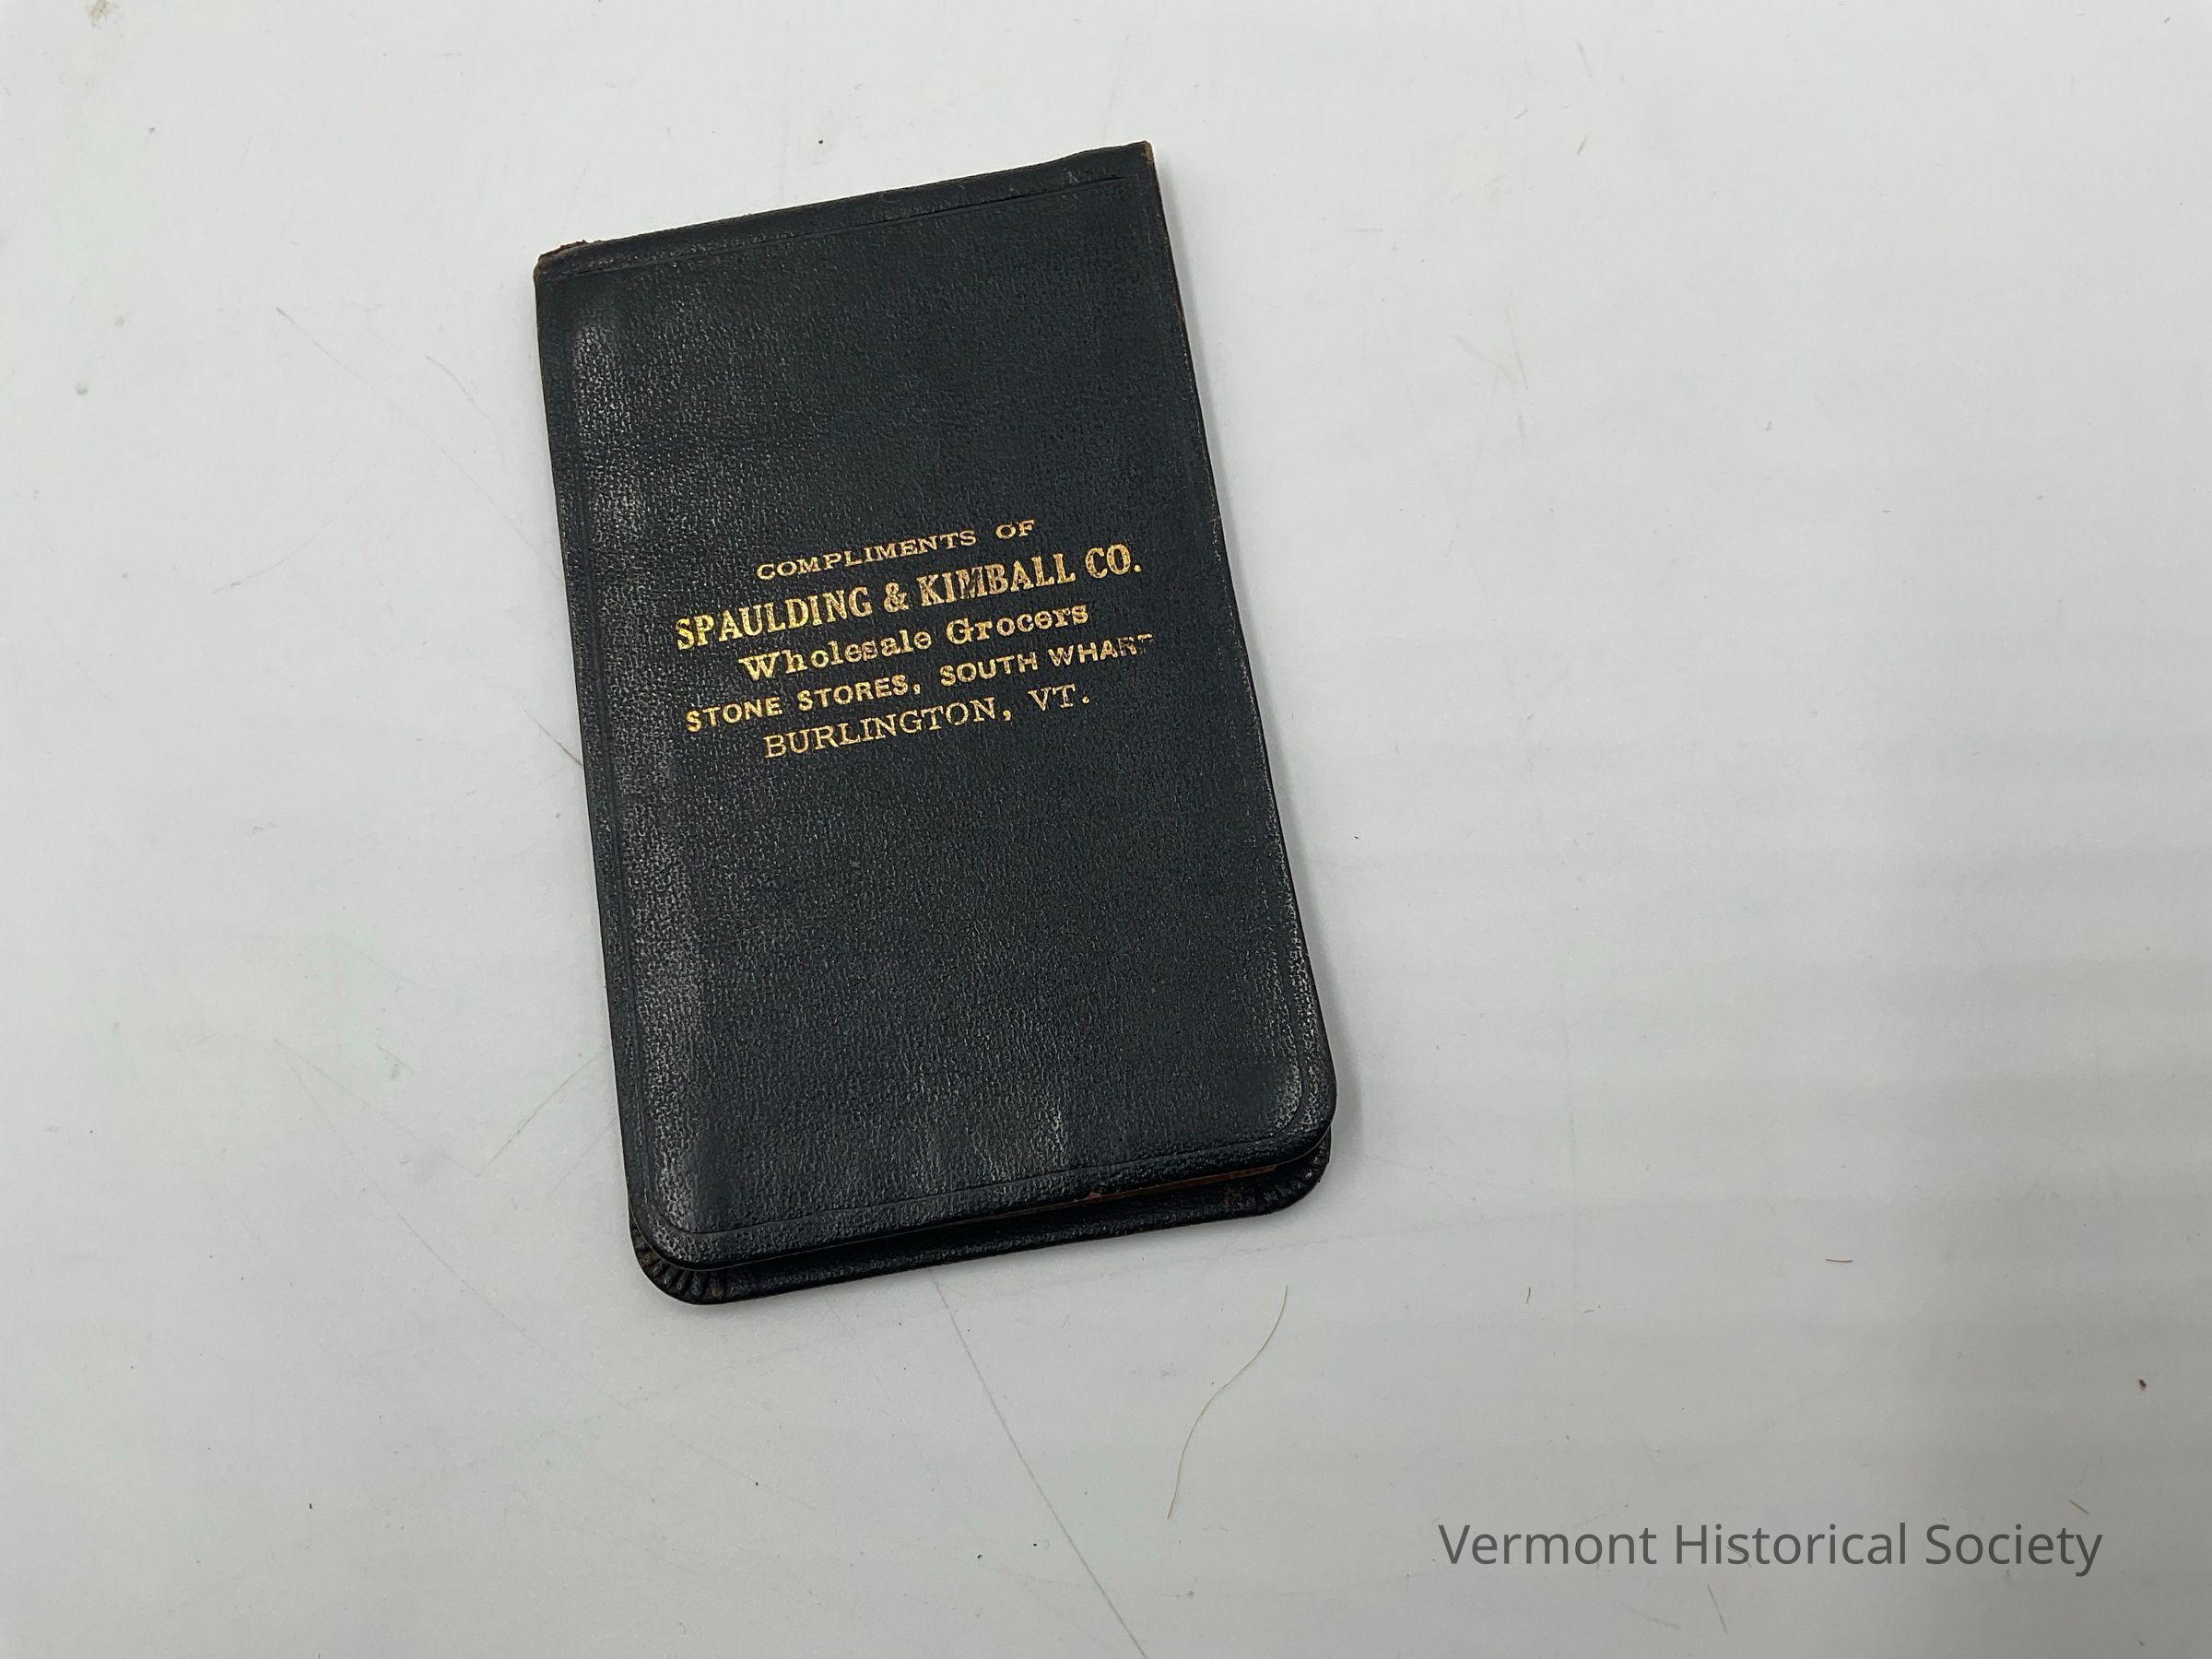 COMPLIMENTS OF
SPAULDING & KIMBALL CO.
Wholesale Grocers
STONE STORES, SOUTH WHARF
BURLINGTON, VT.
Vermont Historical Society